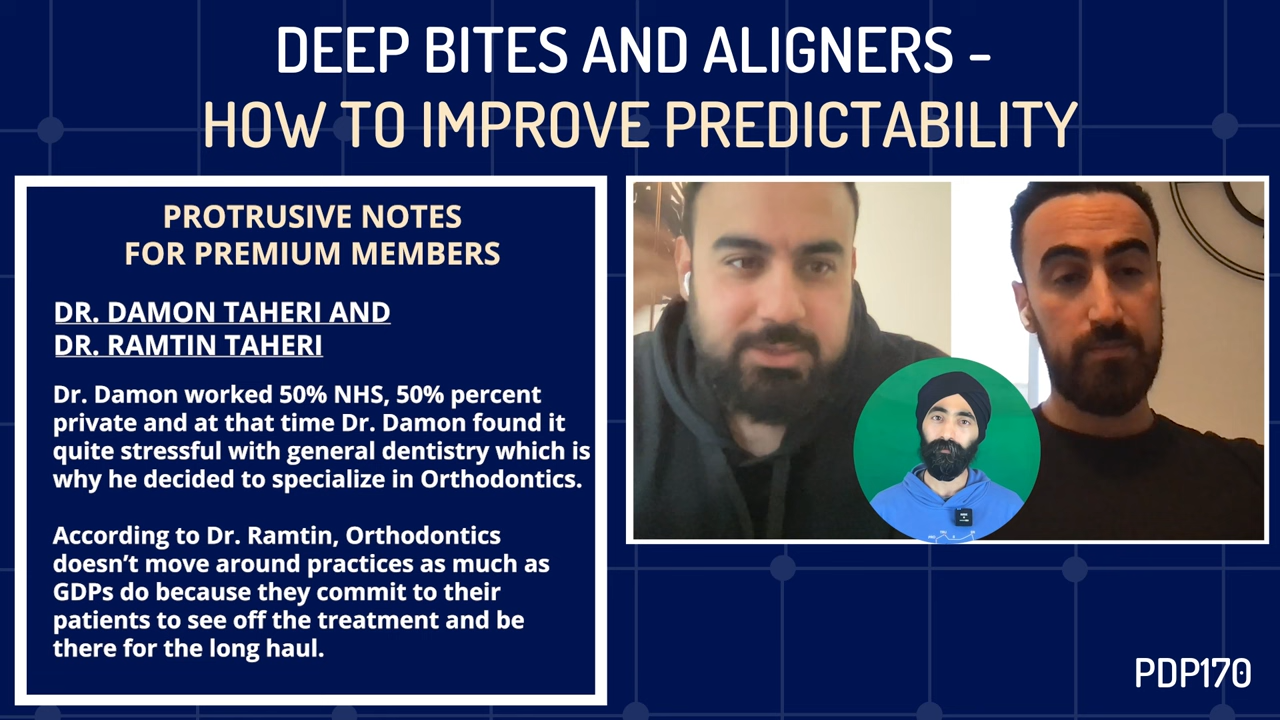 DEEP BITES AND ALIGNERS -
HOW TO IMPROVE PREDICTABILITY
PROTRUSIVE NOTES
FOR PREMIUM MEMBERS
DR. DAMON TAHERI AND
DR. RAMTIN TAHERI
Dr. Damon worked 50% NHS, 50% percent
private and at that time Dr. Damon found it
quite stressful with general dentistry which is
why he decided to specialize in Orthodontics.
According to Dr. Ramtin, Orthodontics
doesn’t move around practices as much as
GDPs do because they commit to their
patients to see off the treatment and be
there for the long haul.
PDP170